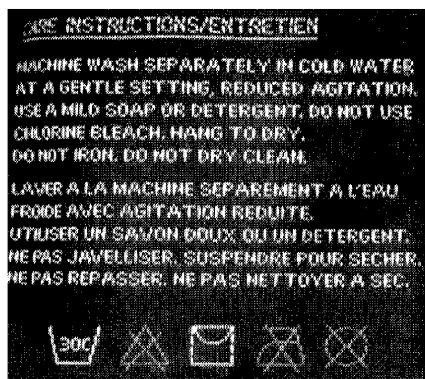 CARE INSTRUCTIONS/ENTRETIEN
MACHINE WASH SEPARATELY IN COLD WATER
AT A GENTLE SETTING, REDUCED AGITATION.
USE A MILD SOAP OR DETERGENT. DO NOT USE
CHLORINE BLEACH. HANG TO DRY.
DO NOT IRON. DO NOT DRY CLEAN.
LAVER A LA MACHINE SEPAREMENT A L'EAU
FROIDE AVEC AGITATION REDUITE.
UTILISER UN SAVON DOUX OU UN DETERGENT.
NE PAS JAVELLISER. SUSPENDRE POUR SECHER.
NE PAS REPASSER. NE PAS NETTOYER A SEC.
30C